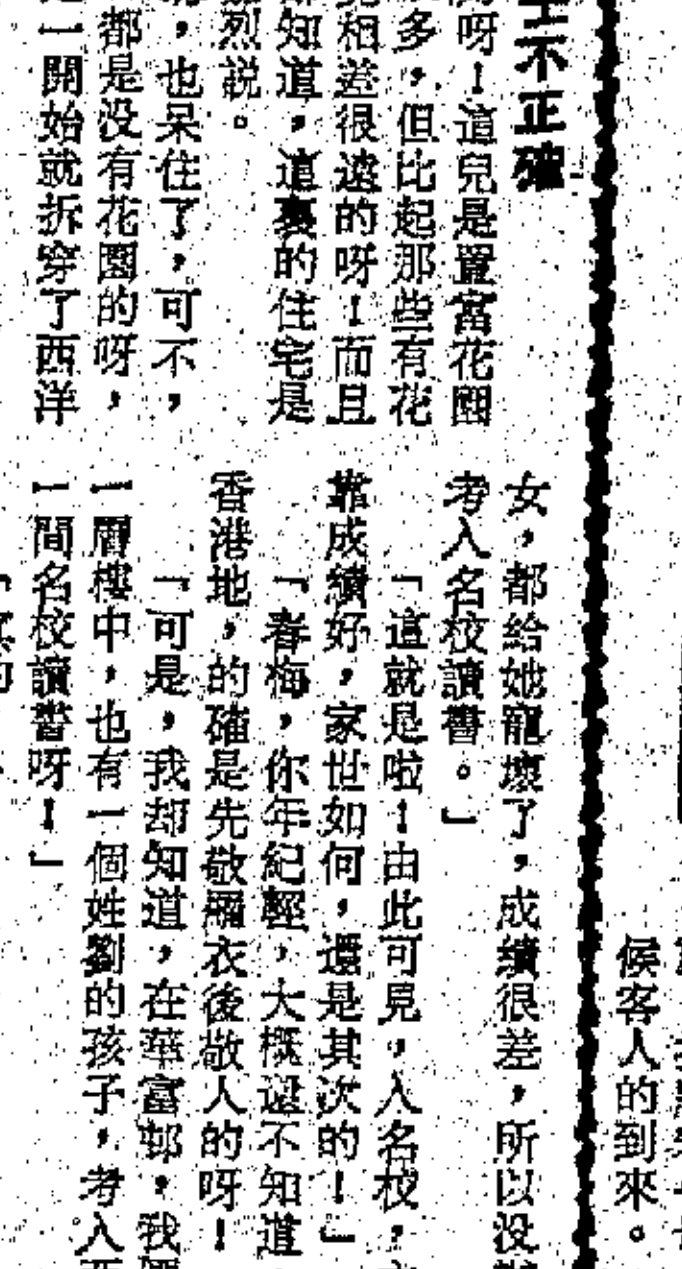 候客人的到來。
不正確
呀！這兒是置富花園
多，但比起那些有花
相差很遠的呀！而且
知道，這裏的住宅是
烈説。
，也呆住了，可不，
都是没有花園的呀，
一開始就拆穿了西洋
女，都給她寵壞了，成績很差，所以没
考入名校讀書。」
「這就是啦！由此可見，入名校，
靠成績好，家世如何，還是其次的！」
「春梅，你年紀輕，大概還不知道
香港地，的確是先敬羅衣後敬人的呀！
「可是，我却知道，在華富邨，我
一層樓中，也有一個姓劉的孩子，考入
一間名校讀書呀！」